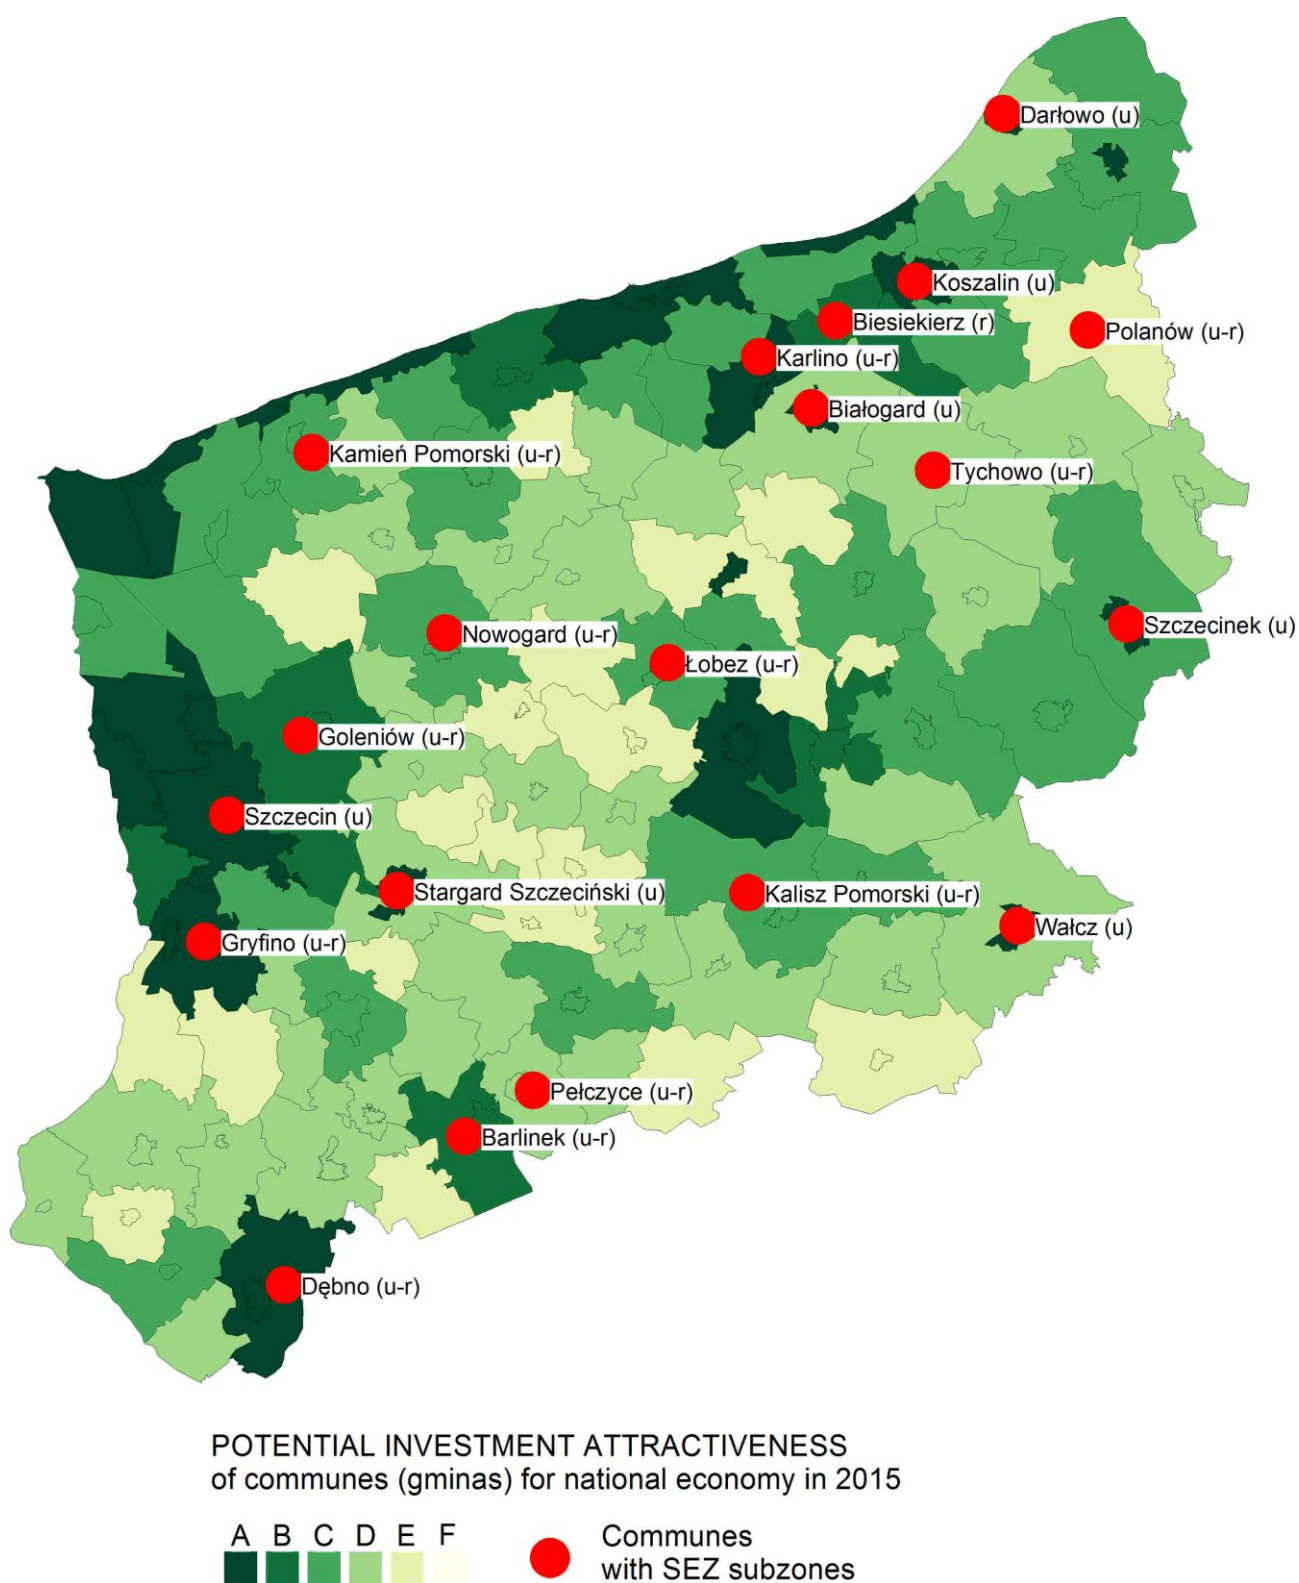 Darłowo (u)
Koszalin (u)
Biesiekierz (r)
Polanów (u-r)
Karlino (u-r)
Białogard (u)
Kamień Pomorski (u-r)
Tychowo (u-r)
Szczecinek (u)
Nowogard (u-r)
Łobez (u-r)
Goleniów (u-r)
Szczecin (u)
Stargard Szczeciński (u)
Kalisz Pomorski (u-r)
Wałcz (u)
Gryfino (u-r)
Pełczyce (u-r)
Barlinek (u-r)
Dębno (u-r)
POTENTIAL INVESTMENT ATTRACTIVENESS
of communes (gminas) for national economy in 2015
A B C D E F
Communes
with SEZ subzones